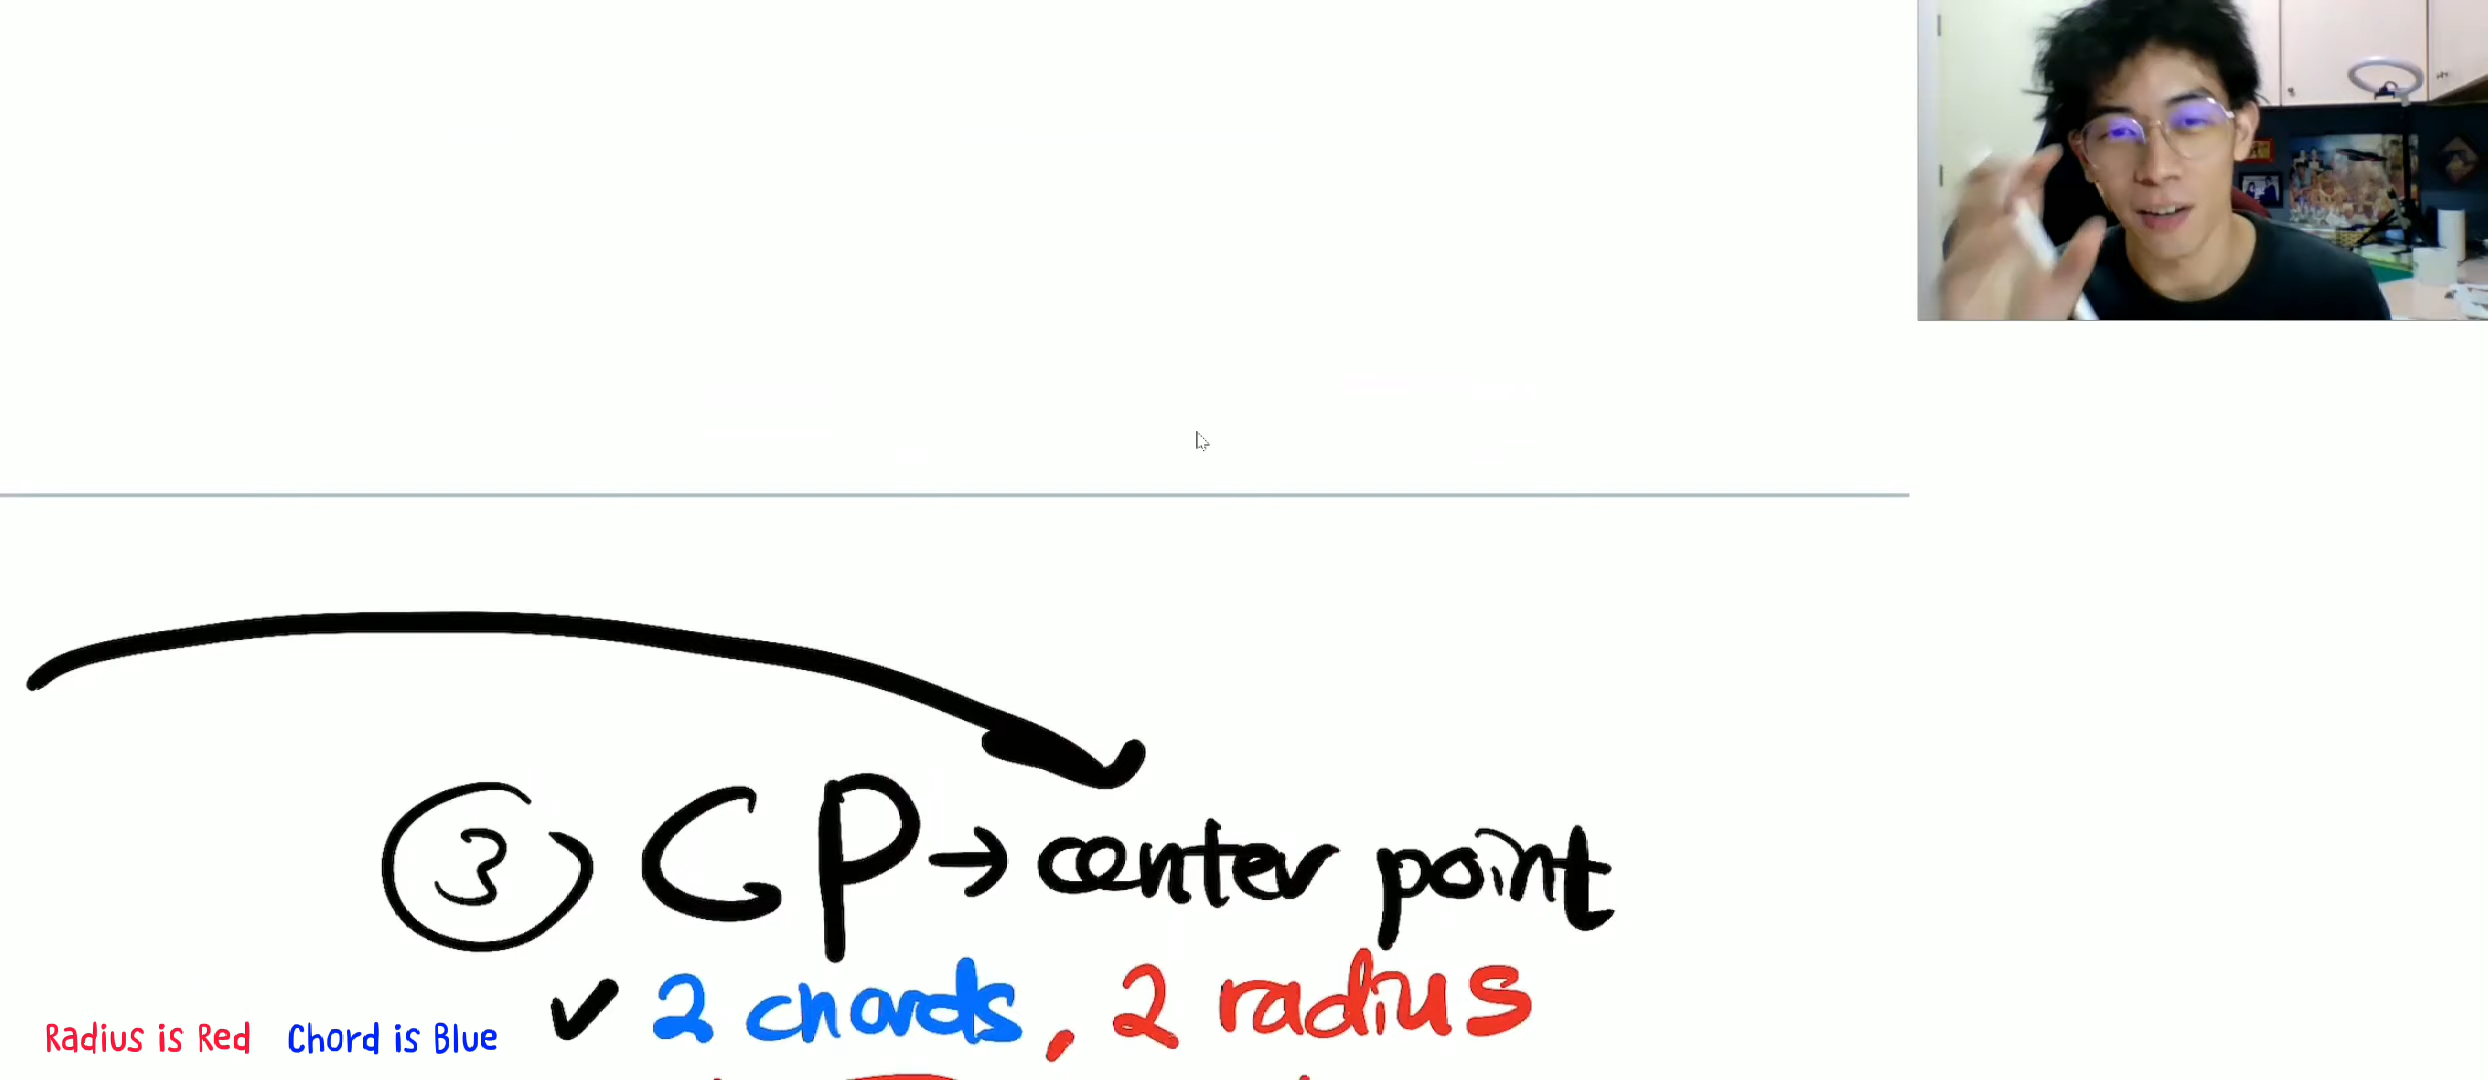 ③ CP → center point
✓ 2 chords, 2 radius
Radius is Red Chord is Blue